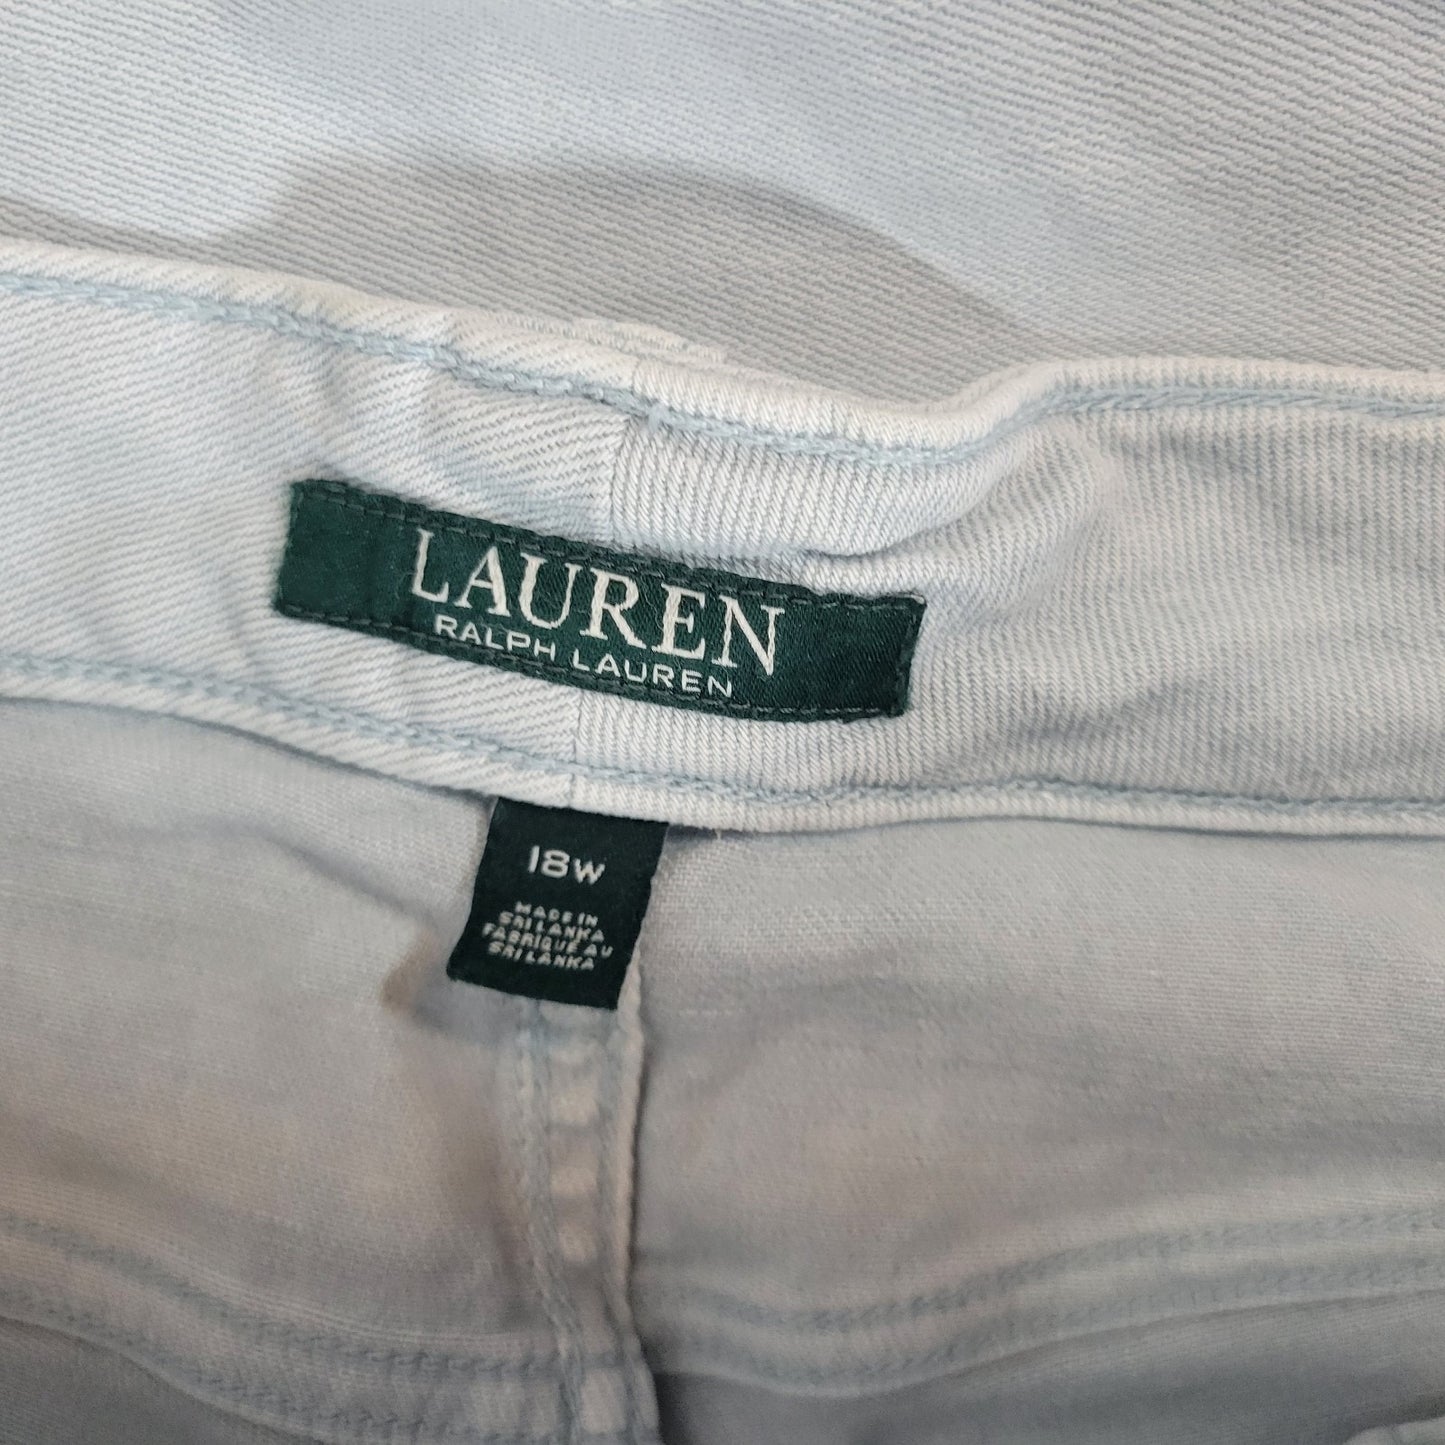 LAUREN
RALPH LAUREN
18W
MADE IN
SRI LANKA
FABRIQUÉ AU
SRI LANKA